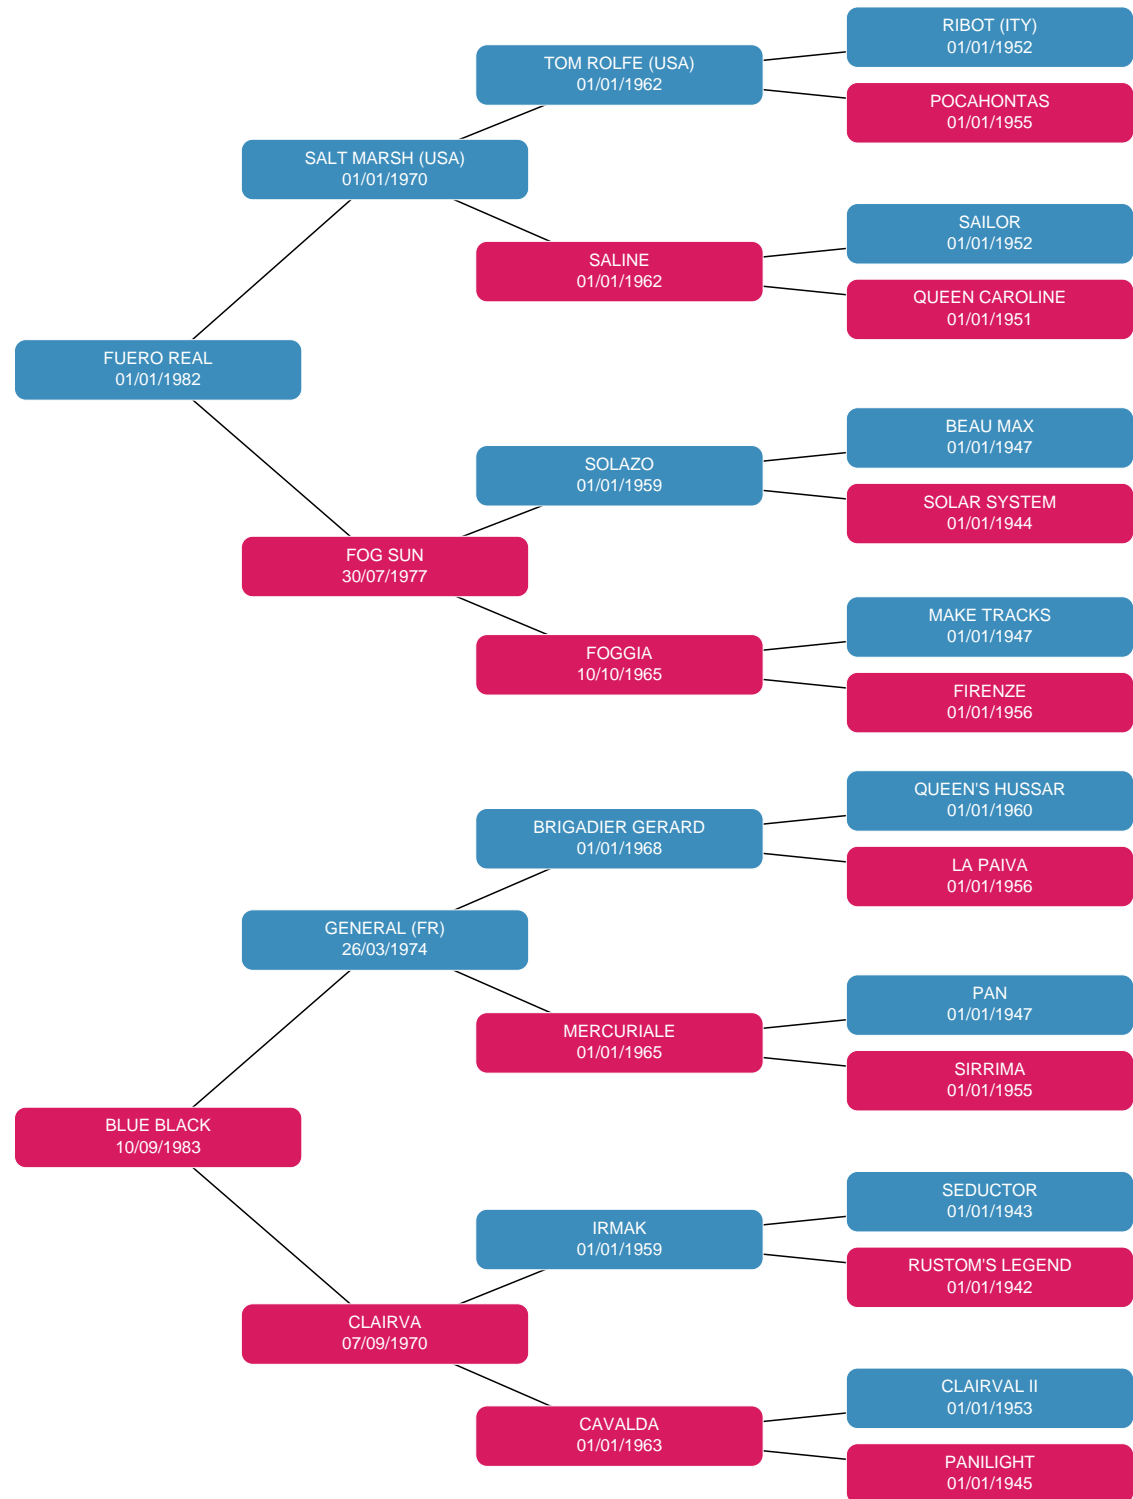 RIBOT (ITY)
01/01/1952
TOM ROLFE (USA)
01/01/1962
POCAHONTAS
01/01/1955
SALT MARSH (USA)
01/01/1970
SAILOR
01/01/1952
SALINE
01/01/1962
QUEEN CAROLINE
01/01/1951
FUERO REAL
01/01/1982
BEAU MAX
01/01/1947
SOLAZO
01/01/1959
SOLAR SYSTEM
01/01/1944
FOG SUN
30/07/1977
MAKE TRACKS
01/01/1947
FOGGIA
10/10/1965
FIRENZE
01/01/1956
QUEEN'S HUSSAR
01/01/1960
BRIGADIER GERARD
01/01/1968
LA PAIVA
01/01/1956
GENERAL (FR)
26/03/1974
PAN
01/01/1947
MERCURIALE
01/01/1965
SIRRIMA
01/01/1955
BLUE BLACK
10/09/1983
SEDUCTOR
01/01/1943
IRMAK
01/01/1959
RUSTOM'S LEGEND
01/01/1942
CLAIRVA
07/09/1970
CLAIRVAL II
01/01/1953
CAVALDA
01/01/1963
PANILIGHT
01/01/1945